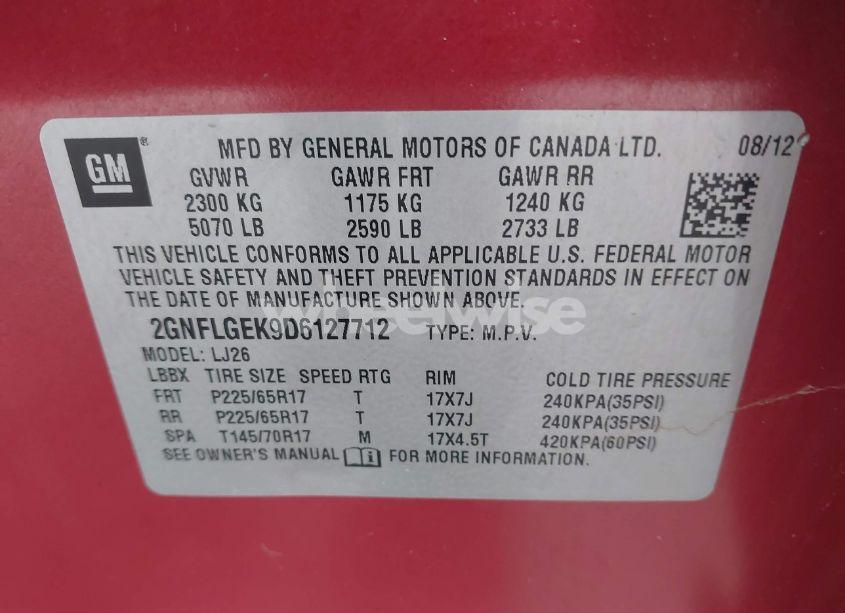 GM® MFD BY GENERAL MOTORS OF CANADA LTD. 08/12
GVWR GAWR FRT GAWR RR
2300 KG 1175 KG 1240 KG
5070 LB 2590 LB 2733 LB
THIS VEHICLE CONFORMS TO ALL APPLICABLE U.S. FEDERAL MOTOR
VEHICLE SAFETY AND THEFT PREVENTION STANDARDS IN EFFECT ON
THE DATE OF MANUFACTURE SHOWN ABOVE.
wheelwise
2GNFLGEK9D6127712 TYPE: M.P.V.
MODEL: LJ26
LBBX TIRE SIZE SPEED RTG RIM COLD TIRE PRESSURE
FRT P225/65R17 T 17X7J 240KPA(35PSI)
RR P225/65R17 T 17X7J 240KPA(35PSI)
SPA T145/70R17 M 17X4.5T 420KPA(60PSI)
SEE OWNER'S MANUAL FOR MORE INFORMATION.